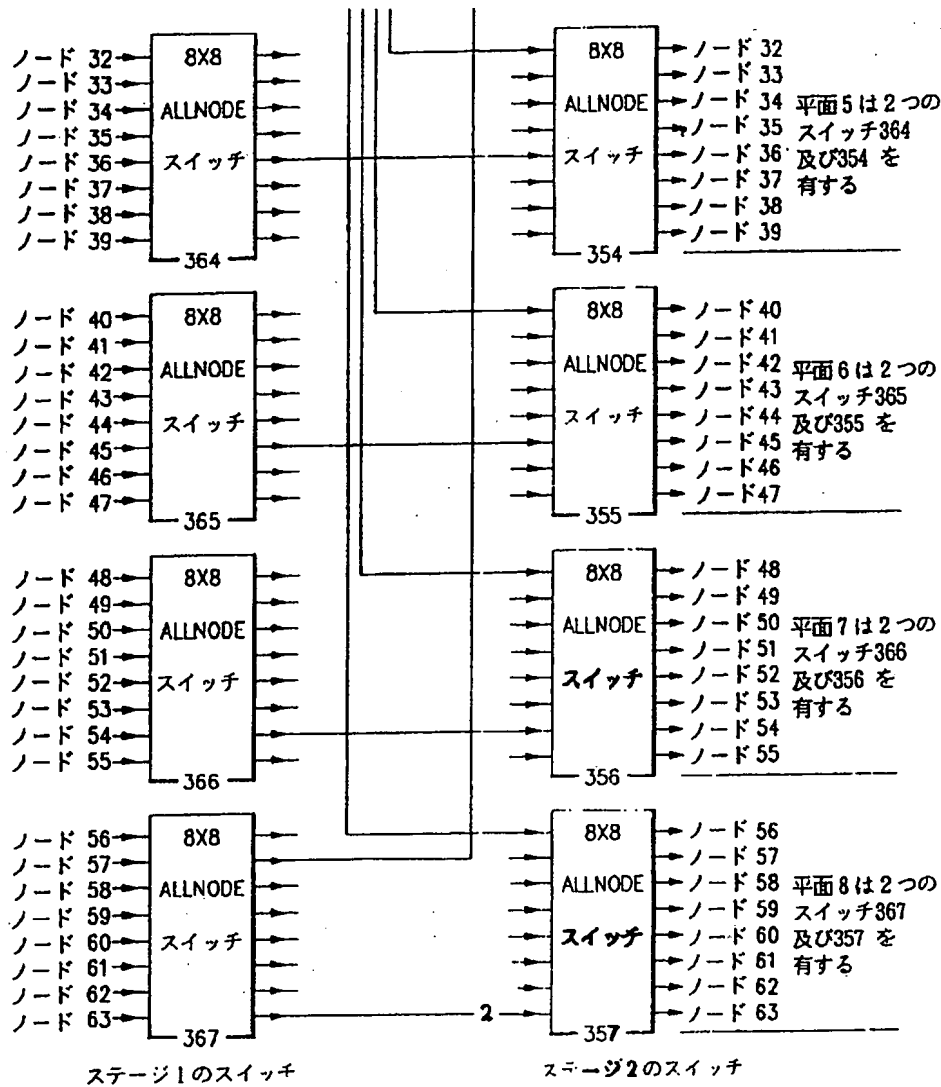 ノード 32
ノード 33
ノード 34
ノード 35
ノード 36
ノード 37
ノード 38
ノード 39
8X8
ALLNODE
スイッチ
364
8X8
ALLNODE
スイッチ
354
ノード 32
ノード 33
ノード 34
ノード 35
ノード 36
ノード 37
ノード 38
ノード 39
平面5は2つの
スイッチ364
及び354 を
有する
ノード 40
ノード 41
ノード 42
ノード 43
ノード 44
ノード 45
ノード 46
ノード 47
8X8
ALLNODE
スイッチ
365
8X8
ALLNODE
スイッチ
355
ノード 40
ノード 41
ノード 42
ノード 43
ノード 44
ノード 45
ノード 46
ノード47
平面6は2つの
スイッチ365
及び355 を
有する
ノード 48
ノード 49
ノード 50
ノード 51
ノード 52
ノード 53
ノード 54
ノード 55
8X8
ALLNODE
スイッチ
366
8X8
ALLNODE
スイッチ
356
ノード 48
ノード 49
ノード 50
ノード 51
ノード 52
ノード 53
ノード 54
ノード 55
平面7は2つの
スイッチ366
及び356 を
有する
ノード 56
ノード 57
ノード 58
ノード 59
ノード 60
ノード 61
ノード 62
ノード 63
8X8
ALLNODE
スイッチ
367
2
8X8
ALLNODE
スイッチ
357
ノード 56
ノード 57
ノード 58
ノード 59
ノード 60
ノード 61
ノード 62
ノード 63
平面8は2つの
スイッチ367
及び357 を
有する
ステージ1のスイッチ
ステージ2のスイッチ